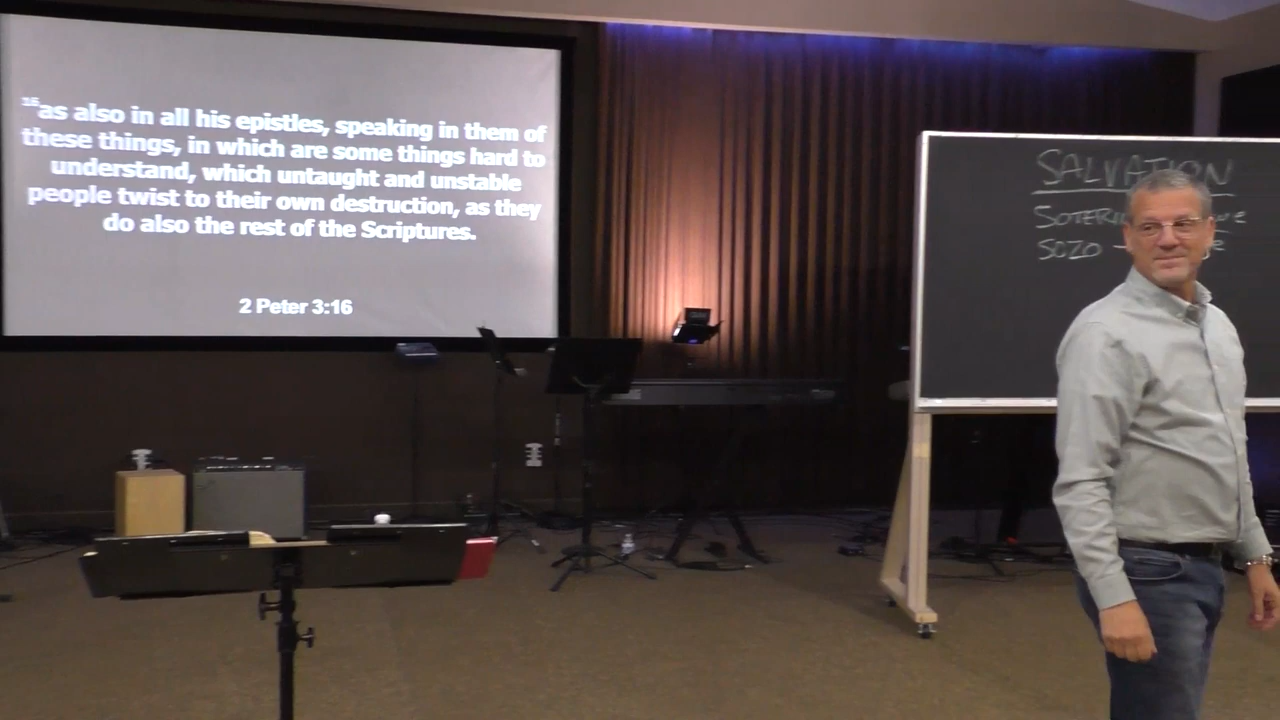 16as also in all his epistles, speaking in them of
these things, in which are some things hard to
understand, which untaught and unstable
people twist to their own destruction, as they
do also the rest of the Scriptures.
2 Peter 3:16
SALVATION
SOZO